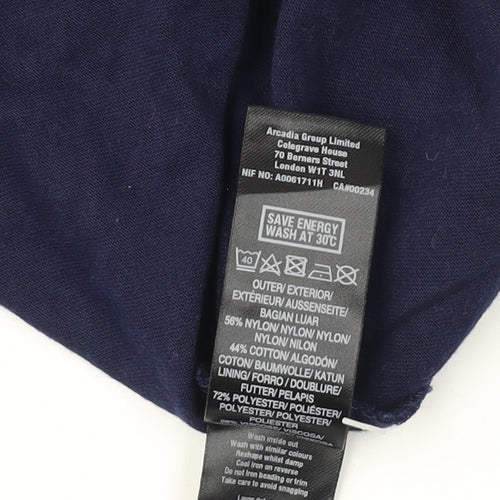 Arcadia Group Limited
Colegrave House
70 Berners Street
London W1T 3NL
NIF NO: A0061711H CA#00234
SAVE ENERGY
WASH AT 30°C
40
OUTER/EXTERIOR/
EXTÉRIEUR/AUSSENSEITE/
BAGIAN LUAR
56% NYLON/NYLON/NYLON/
NYLON/NILON
44% COTTON/ALGODÓN/
COTON/BAUMWOLLE/KATUN
LINING/FORRO/DOUBLURE/
FUTTER/PELAPIS
72% POLYESTER/POLIÉSTER/
POLYESTER/POLYESTER/
Wash inside out
Wash with similar colours
Reshape whilst damp
Cool iron on reverse
Do not iron beading or trim
Take care to avoid snagging